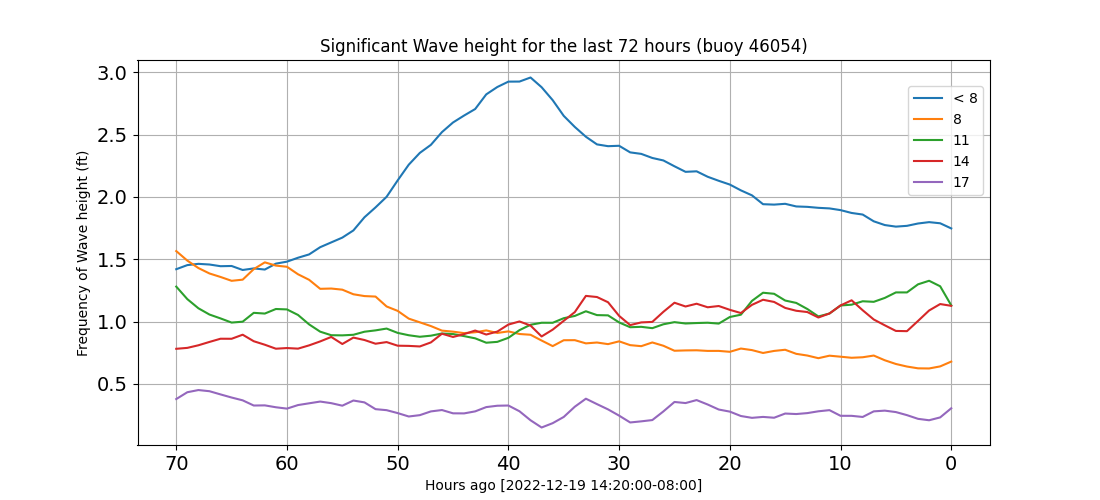 Significant Wave height for the last 72 hours (buoy 46054)
Frequency of Wave height (ft)
3.0
2.5
2.0
1.5
1.0
0.5
< 8
8
11
14
17
70 60 50 40 30 20 10 0
Hours ago [2022-12-19 14:20:00-08:00]